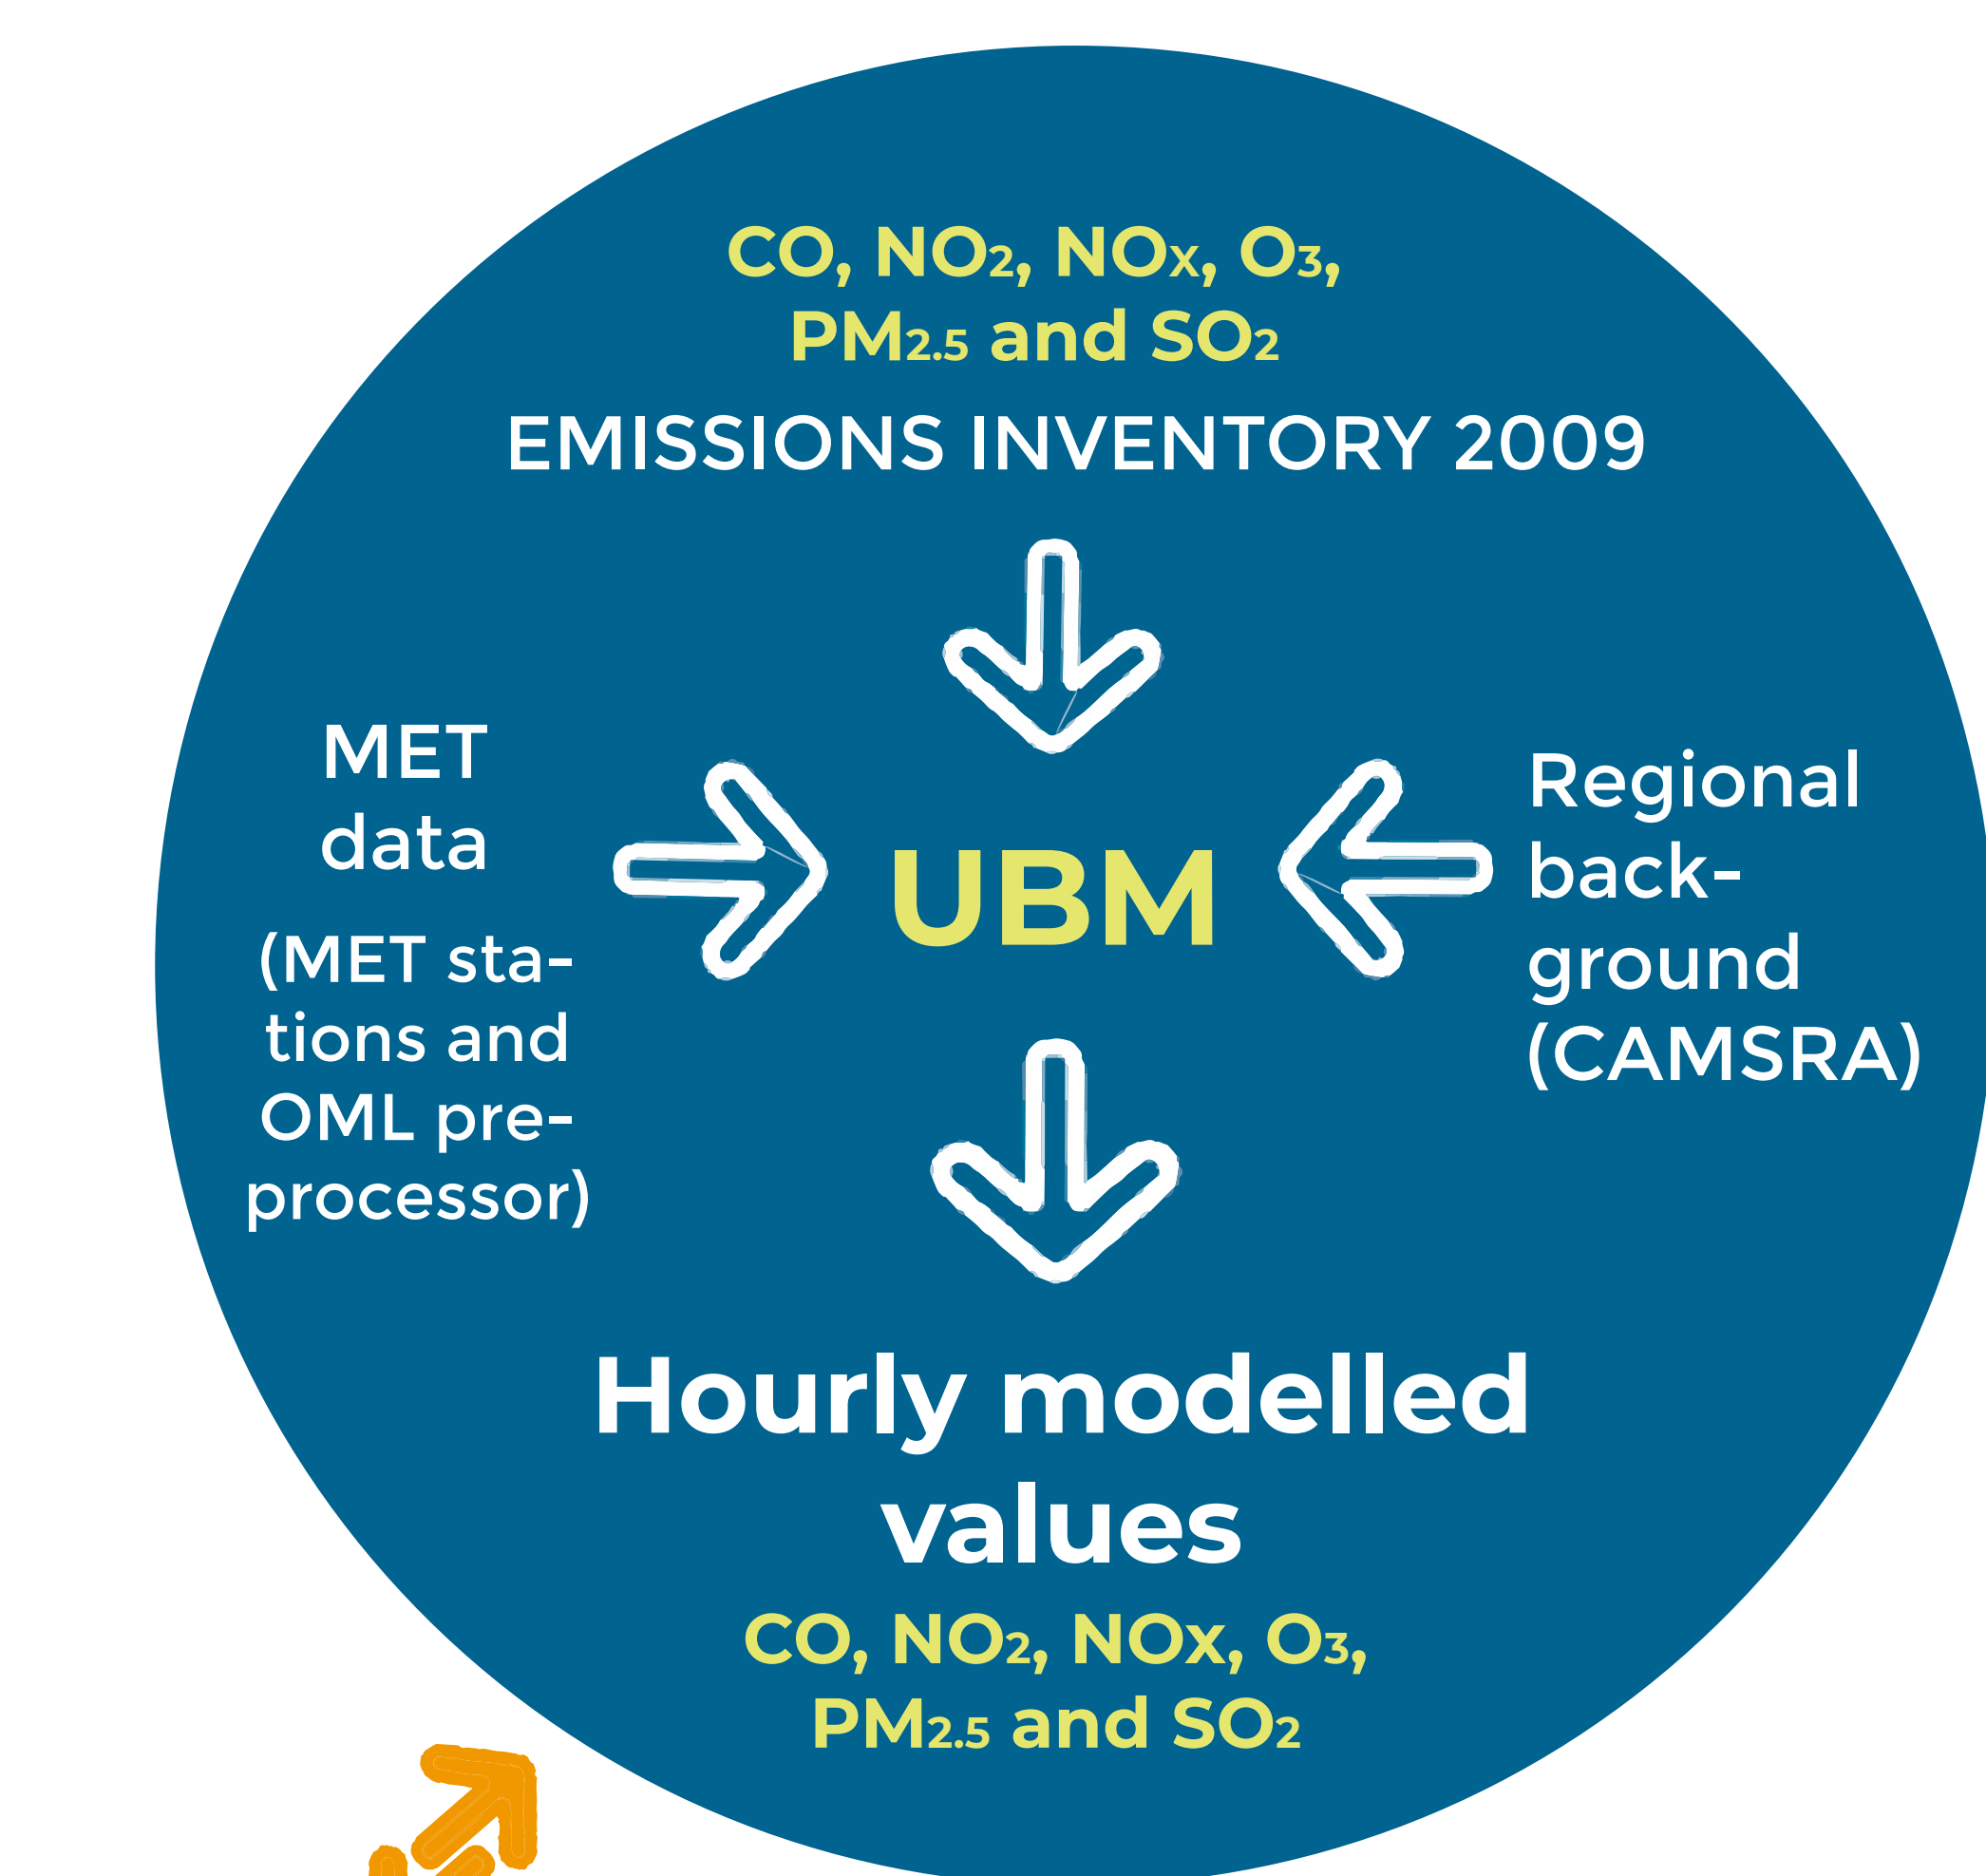 CO, NO2, NOx, O3,
PM2.5 and SO2
EMISSIONS INVENTORY 2009
MET
data
(MET sta-
tions and
OML pre-
processor)
UBM
Regional
back-
ground
(CAMSRA)
Hourly modelled
values
CO, NO2, NOX, O3,
PM2.5 and SO2